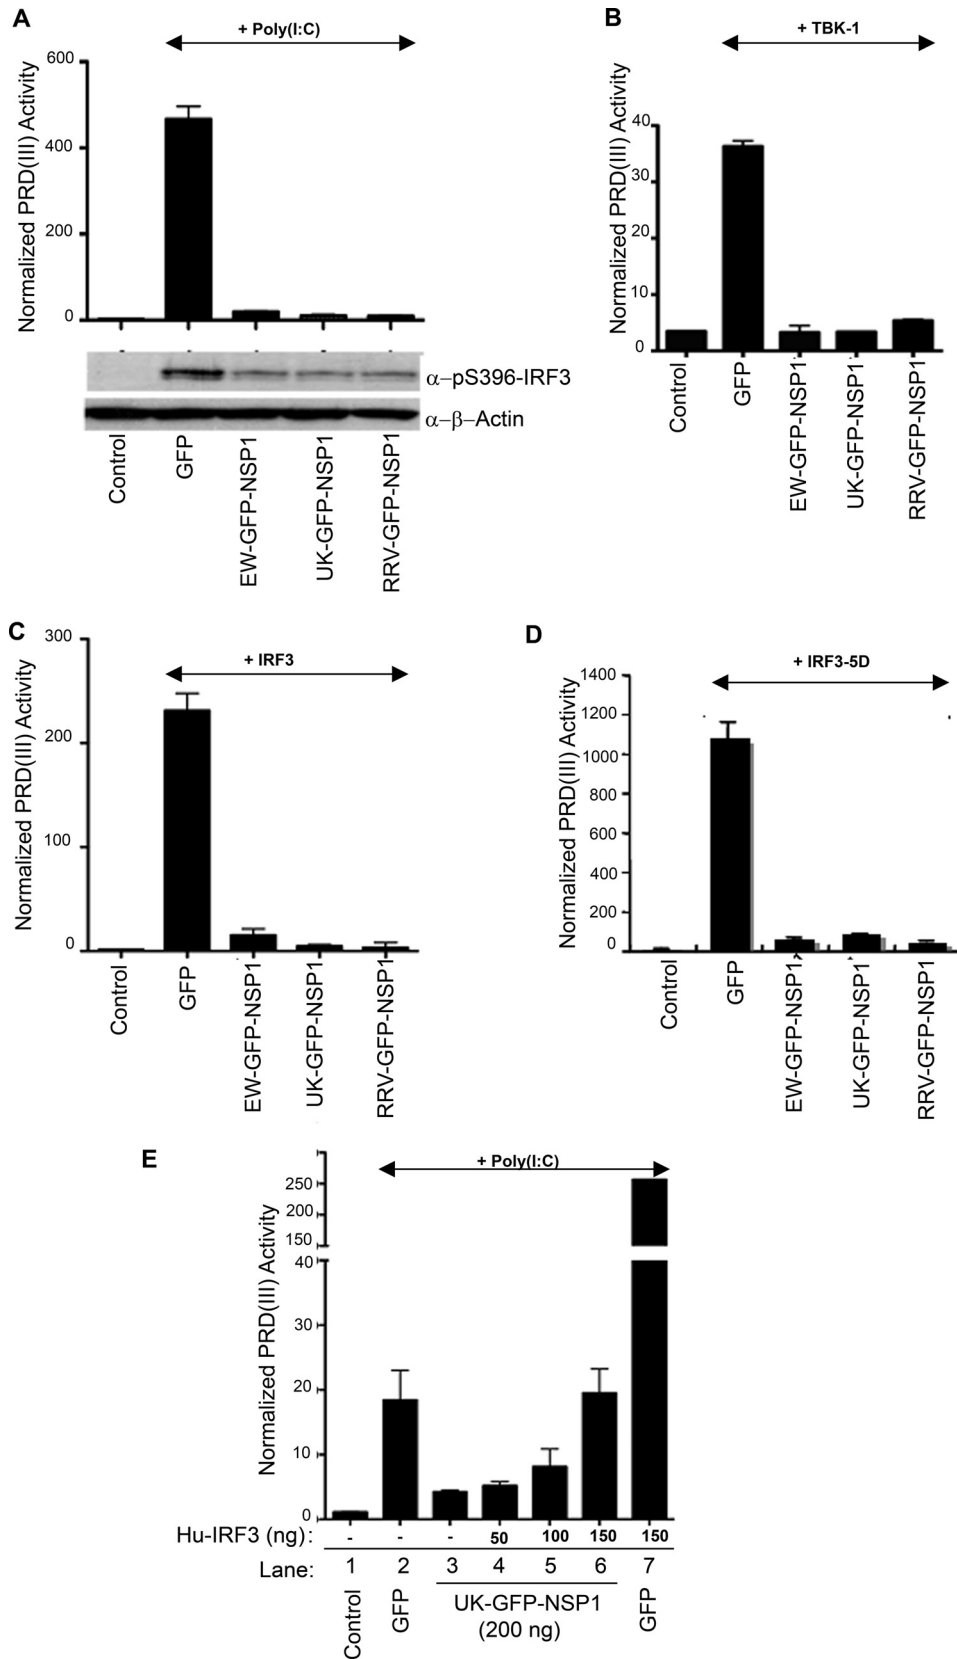 A
+ Poly(I:C)
Normalized PRD(III) Activity
600
400
200
0
α–pS396-IRF3
α–β–Actin
Control
GFP
EW-GFP-NSP1
UK-GFP-NSP1
RRV-GFP-NSP1
B
+ TBK-1
Normalized PRD(III) Activity
40
30
20
10
0
Control
GFP
EW-GFP-NSP1
UK-GFP-NSP1
RRV-GFP-NSP1
C
+ IRF3
Normalized PRD(III) Activity
300
200
100
0
Control
GFP
EW-GFP-NSP1
UK-GFP-NSP1
RRV-GFP-NSP1
D
+ IRF3-5D
Normalized PRD(III) Activity
1400
1200
1000
800
600
400
200
0
Control
GFP
EW-GFP-NSP1
UK-GFP-NSP1
RRV-GFP-NSP1
E
+ Poly(I:C)
Normalized PRD(III) Activity
250
200
150
40
30
20
10
0
Hu-IRF3 (ng): - - - 50 100 150 150
Lane: 1 2 3 4 5 6 7
Control
GFP
UK-GFP-NSP1
(200 ng)
GFP